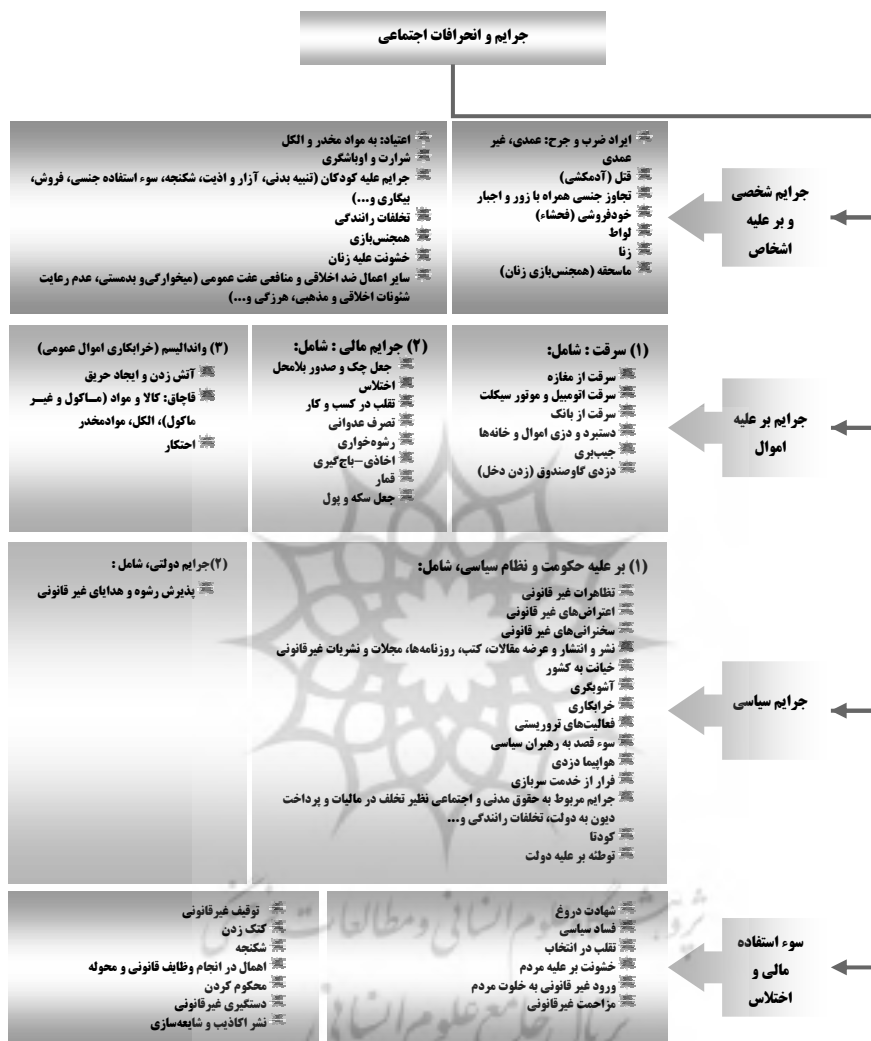 جرایم و انحرافات اجتماعی
جرایم شخصی
و بر علیه
اشخاص
ایراد ضرب و جرح: عمدی، غیر
عمدی
قتل (آدمکشی)
تجاوز جنسی همراه با زور و اجبار
خودفروشی (فحشاء)
لواط
زنا
ماسحقه (همجنس‌بازی زنان)
اعتیاد: به مواد مخدر و الکل
شرارت و اوباشگری
جرایم علیه کودکان (تنبیه بدنی، آزار و اذیت، شکنجه، سوء استفاده جنسی، فروش،
بیگاری و...)
تخلفات رانندگی
همجنس‌بازی
خشونت علیه زنان
سایر اعمال ضد اخلاقی و منافعی عفت عمومی (میخوارگی‌و بدمستی، عدم رعایت
شئونات اخلاقی و مذهبی، هرزگی و...)
جرایم بر علیه
اموال
(۱) سرقت : شامل:
سرقت از مغازه
سرقت اتومبیل و موتور سیکلت
سرقت از بانک
دستبرد و دزی اموال و خانه‌ها
جیب‌بری
دزدی گاوصندوق (زدن دخل)
(۲) جرایم مالی : شامل:
جعل چک و صدور بلامحل
اختلاس
تقلب در کسب و کار
تصرف عدوانی
رشوه‌خواری
اخاذی-باج‌گیری
قمار
جعل سکه و پول
(۳) واندالیسم (خرابکاری اموال عمومی)
آتش زدن و ایجاد حریق
قاچاق: کالا و مواد (مـاکول و غیـر
ماکول)، الکل، موادمخدر
احتکار
جرایم سیاسی
(۱) بر علیه حکومت و نظام سیاسی، شامل:
تظاهرات غیر قانونی
اعتراض‌های غیر قانونی
سخنرانی‌های غیر قانونی
نشر و انتشار و عرضه مقالات، کتب، روزنامه‌ها، مجلات و نشریات غیرقانونی
خیانت به کشور
آشوبگری
خرابکاری
فعالیت‌های تروریستی
سوء قصد به رهبران سیاسی
هواپیما دزدی
فرار از خدمت سربازی
جرایم مربوط به حقوق مدنی و اجتماعی نظیر تخلف در مالیات و پرداخت
دیون به دولت، تخلفات رانندگی و...
کودتا
توطئه بر علیه دولت
(۲)جرایم دولتی، شامل :
پذیرش رشوه و هدایای غیر قانونی
سوء استفاده
مالی و
اختلاس
شهادت دروغ
فساد سیاسی
تقلب در انتخاب
خشونت بر علیه مردم
ورود غیر قانونی به خلوت مردم
مزاحمت غیرقانونی
توقیف غیرقانونی
کتک زدن
شکنجه
اهمال در انجام وظایف قانونی و محوله
محکوم کردن
دستگیری غیرقانونی
نشر اکاذیب و شایعه‌سازی
پژوهشگاه علوم انسانی و مطالعات فرهنگی
پرتال جامع علوم انسانی